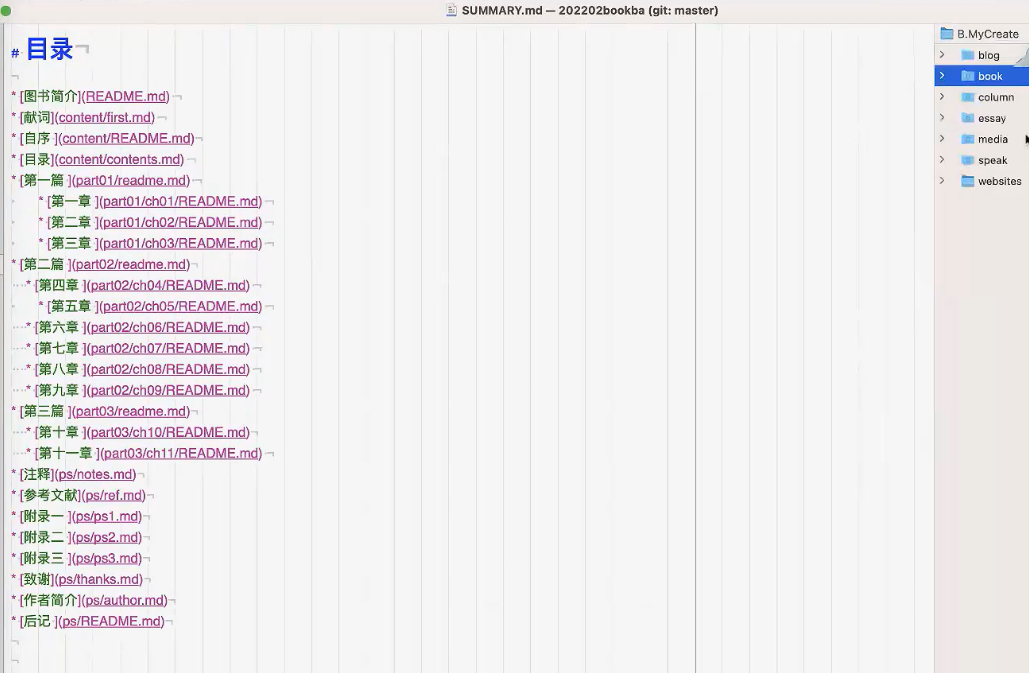 SUMMARY.md — 202202bookba (git: master)
# 目录
* [图书简介](README.md)
* [献词](content/first.md)
* [自序 ](content/README.md)
* [目录](content/contents.md)
* [第一篇 ](part01/readme.md)
* [第一章 ](part01/ch01/README.md)
* [第二章 ](part01/ch02/README.md)
* [第三章 ](part01/ch03/README.md)
* [第二篇 ](part02/readme.md)
* [第四章 ](part02/ch04/README.md)
* [第五章 ](part02/ch05/README.md)
* [第六章 ](part02/ch06/README.md)
* [第七章 ](part02/ch07/README.md)
* [第八章 ](part02/ch08/README.md)
* [第九章 ](part02/ch09/README.md)
* [第三篇 ](part03/readme.md)
* [第十章 ](part03/ch10/README.md)
* [第十一章 ](part03/ch11/README.md)
* [注释](ps/notes.md)
* [参考文献](ps/ref.md)
* [附录一 ](ps/ps1.md)
* [附录二 ](ps/ps2.md)
* [附录三 ](ps/ps3.md)
* [致谢](ps/thanks.md)
* [作者简介](ps/author.md)
* [后记 ](ps/README.md)
B.MyCreate
blog
book
column
essay
media
speak
websites